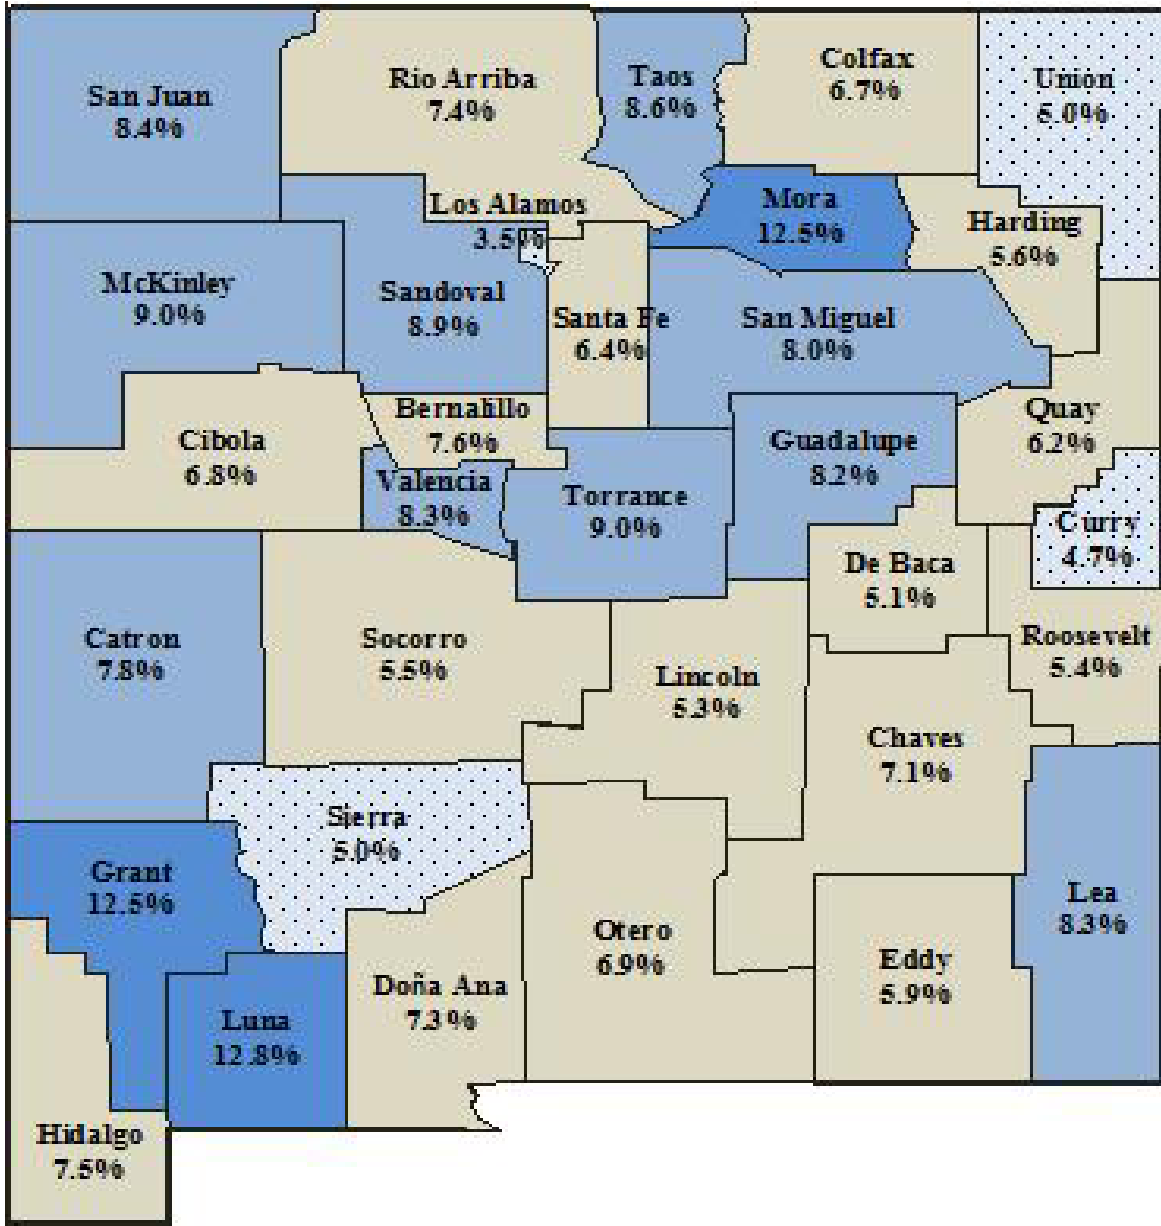 San Juan
8.4%
Rio Arriba
7.4%
Taos
8.6%
Colfax
6.7%
Union
5.0%
Los Alamos
3.5%
Mora
12.5%
Harding
5.6%
McKinley
9.0%
Sandoval
8.9%
Santa Fe
6.4%
San Miguel
8.0%
Quay
6.2%
Cibola
6.8%
Bernalillo
7.6%
Valencia
8.3%
Torrance
9.0%
Guadalupe
8.2%
Curry
4.7%
De Baca
5.1%
Catron
7.8%
Socorro
5.5%
Lincoln
5.3%
Roosevelt
5.4%
Chaves
7.1%
Sierra
5.0%
Grant
12.5%
Otero
6.9%
Eddy
5.9%
Lea
8.3%
Doña Ana
7.3%
Luna
12.8%
Hidalgo
7.5%